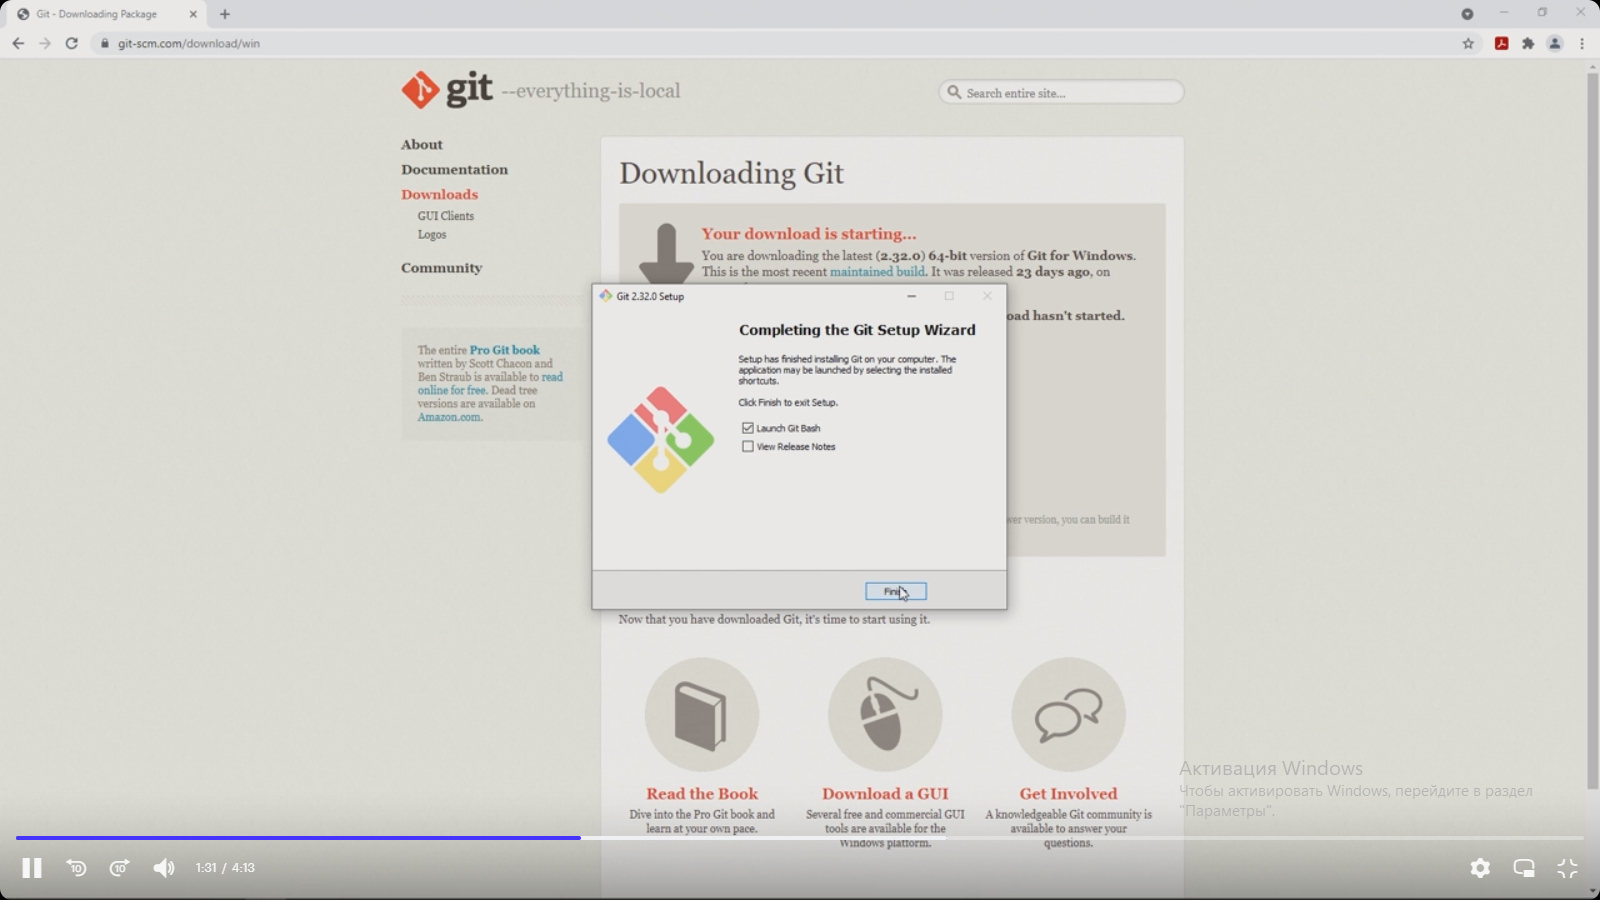 Git - Downloading Package
git-scm.com/download/win
git --everything-is-local
Search entire site...
About
Documentation
Downloads
GUI Clients
Logos
Community
The entire Pro Git book
written by Scott Chacon and
Ben Straub is available to read
online for free. Dead tree
versions are available on
Amazon.com.
Downloading Git
Your download is starting...
You are downloading the latest (2.32.0) 64-bit version of Git for Windows.
This is the most recent maintained build. It was released 23 days ago, on
hasn't started.
Git 2.32.0 Setup
Completing the Git Setup Wizard
Setup has finished installing Git on your computer. The
application may be launched by selecting the installed
shortcuts.
Click Finish to exit Setup.
Launch Git Bash
View Release Notes
version, you can build it
Now that you have downloaded Git, it's time to start using it.
Read the Book
Dive into the Pro Git book and
learn at your own pace.
Download a GUI
Several free and commercial GUI
tools are available for the
Windows platform.
Get Involved
A knowledgeable Git community is
available to answer your
questions.
Активация Windows
Чтобы активировать Windows, перейдите в раздел
"Параметры".
10
10
1:31 / 4:13